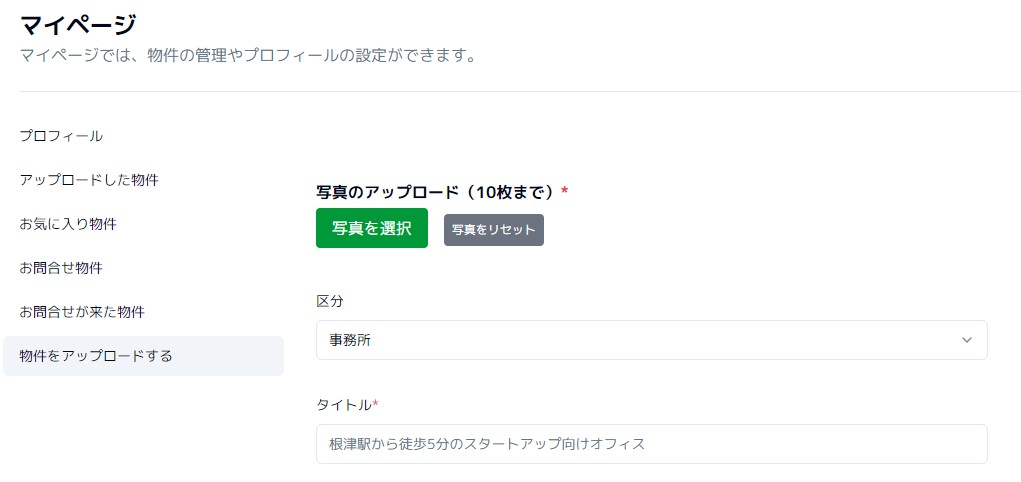 マイページ
マイページでは、物件の管理やプロフィールの設定ができます。
プロフィール
アップロードした物件
お気に入り物件
お問合せ物件
お問合せが来た物件
物件をアップロードする
写真のアップロード（10枚まで）*
写真を選択
写真をリセット
区分
事務所
タイトル*
根津駅から徒歩5分のスタートアップ向けオフィス